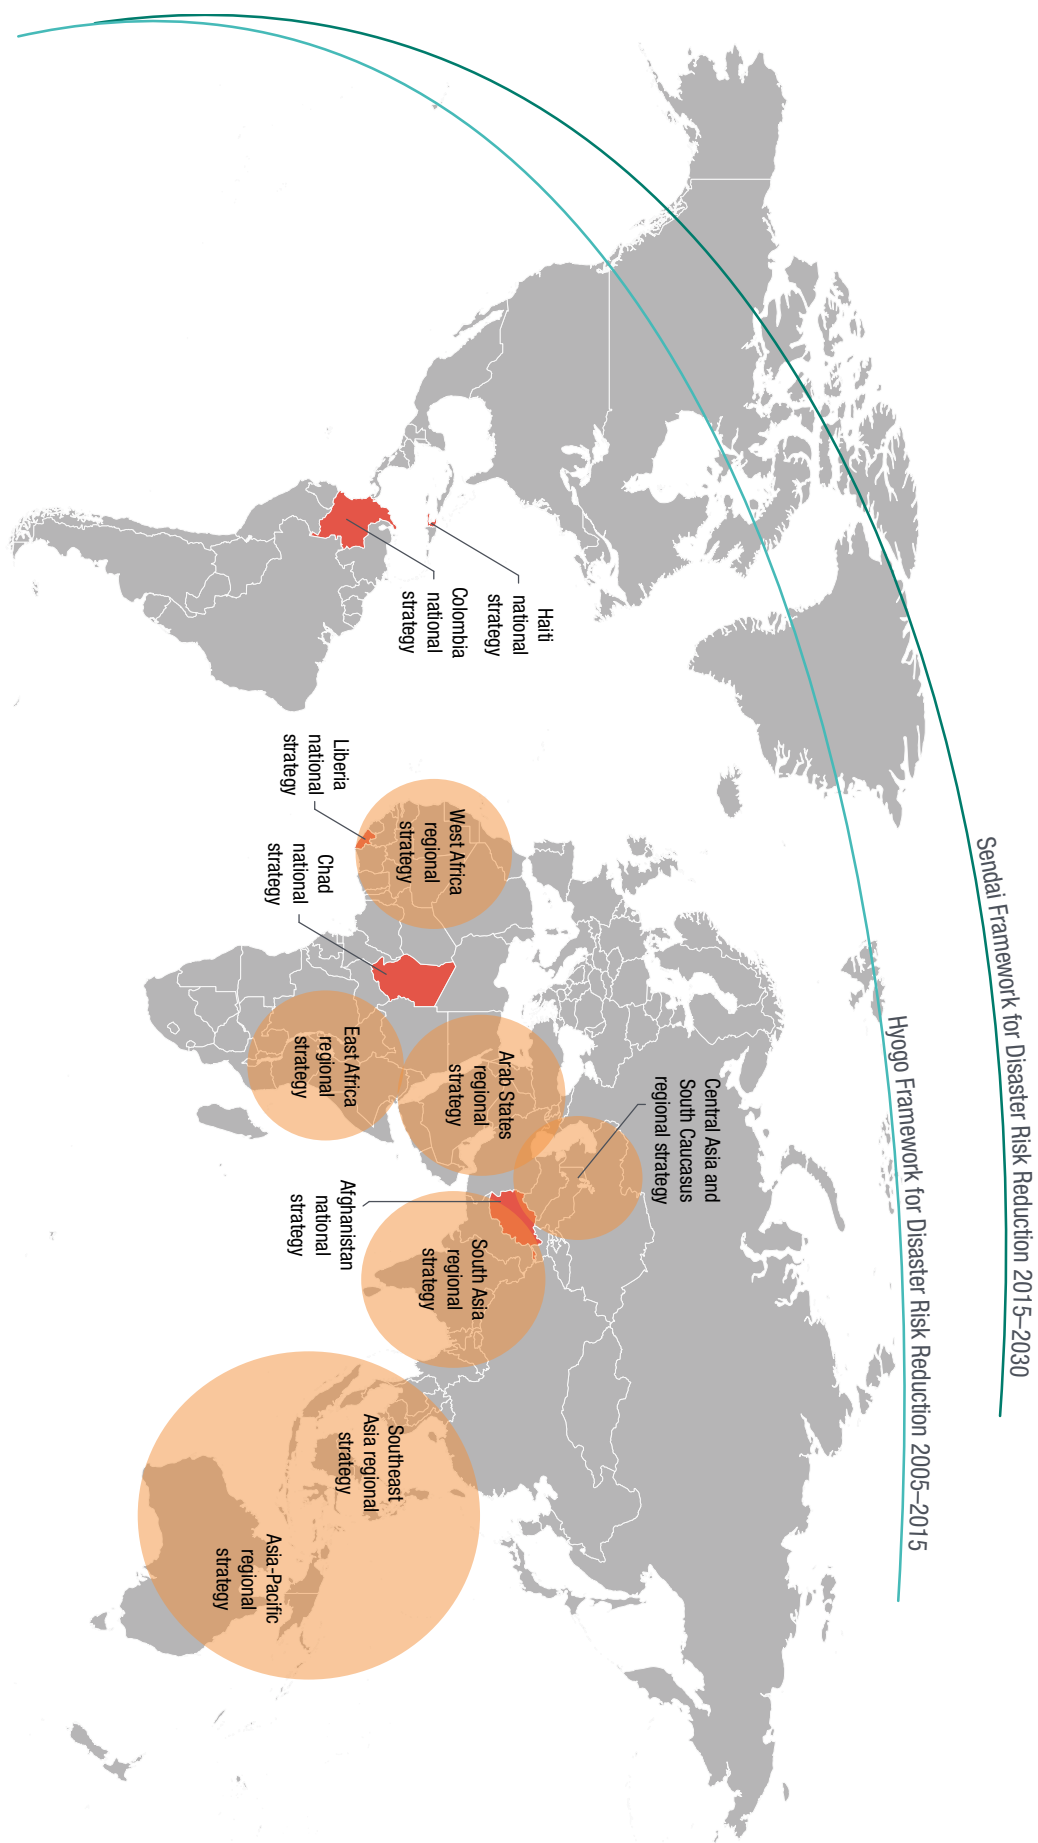 Sendai Framework for Disaster Risk Reduction 2015–2030
Hyogo Framework for Disaster Risk Reduction 2005–2015
Haiti
national
strategy
Colombia
national
strategy
Liberia
national
strategy
West Africa
regional
strategy
Chad
national
strategy
East Africa
regional
strategy
Arab States
regional
strategy
Central Asia and
South Caucasus
regional strategy
Afghanistan
national
strategy
South Asia
regional
strategy
Southeast
Asia regional
strategy
Asia-Pacific
regional
strategy